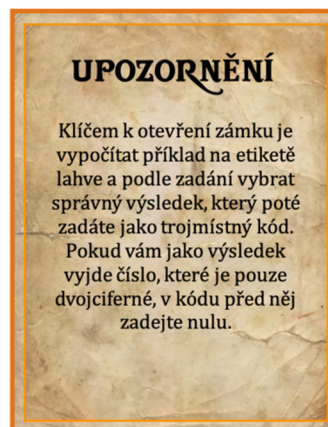 UPOZORNĚNÍ
Klíčem k otevření zámku je
vypočítat příklad na etiketě
lahve a podle zadání vybrat
správný výsledek, který poté
zadáte jako trojmístný kód.
Pokud vám jako výsledek
vyjde číslo, které je pouze
dvojciferné, v kódu před něj
zadejte nulu.